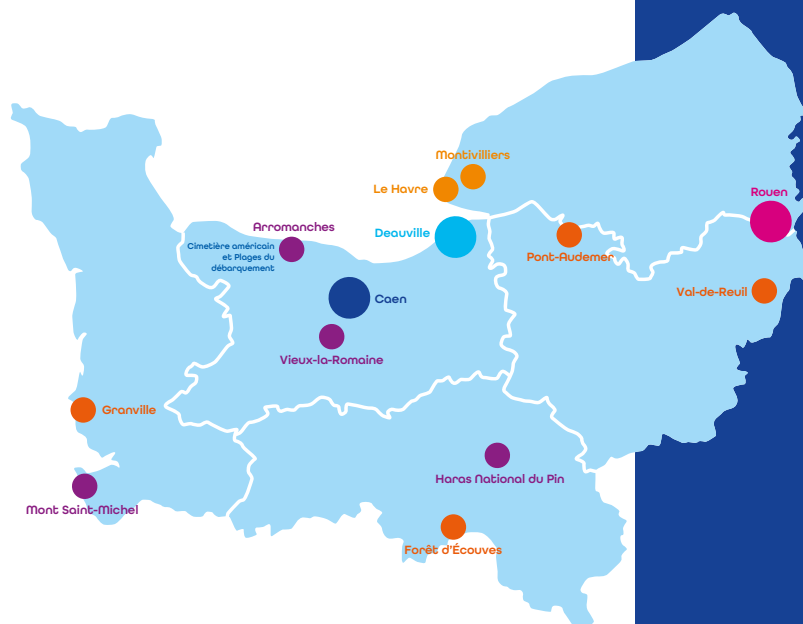 Montivilliers
Le Havre
Rouen
Arromanches
Deauville
Cimetière américain
et Plages du
débarquement
Pont-Audemer
Val-de-Reuil
Caen
Vieux-la-Romaine
Granville
Haras National du Pin
Mont Saint-Michel
Forêt d'Écouves